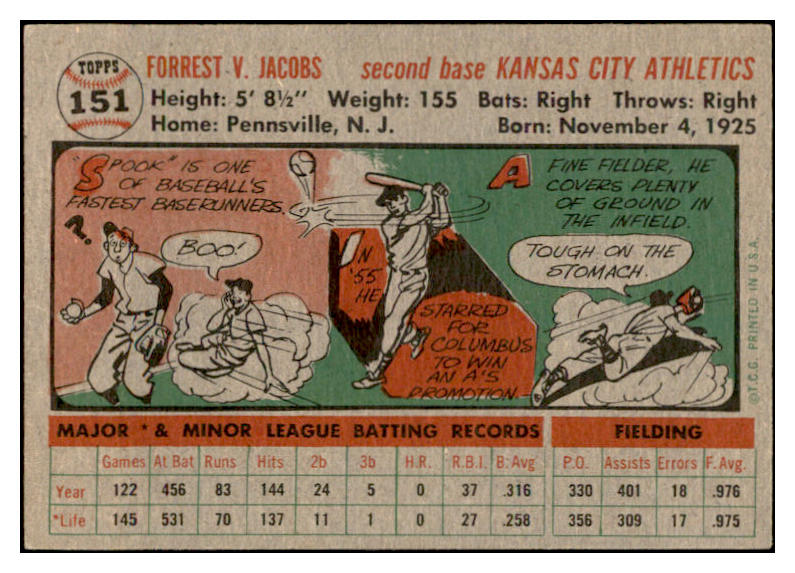 TOPPS
151
FORREST V. JACOBS second base KANSAS CITY ATHLETICS
Height: 5' 8½" Weight: 155 Bats: Right Throws: Right
Home: Pennsville, N. J. Born: November 4, 1925
"SPOOK" IS ONE
OF BASEBALL'S
FASTEST BASERUNNERS.
?
BOO!
IN
'55
HE
STARRED
FOR
COLUMBUS
TO WIN
AN A'S
PROMOTION.
A FINE FIELDER, HE
COVERS PLENTY
OF GROUND IN
THE INFIELD.
TOUGH ON THE
STOMACH.
©T.C.G. PRINTED IN U.S.A.
MAJOR * & MINOR LEAGUE BATTING RECORDS FIELDING
Games At Bat Runs Hits 2b 3b H.R. R.B.I. B. Avg P.O. Assists Errors F. Avg.
Year 122 456 83 144 24 5 0 37 .316 330 401 18 .976
*Life 145 531 70 137 11 1 0 27 .258 356 309 17 .975